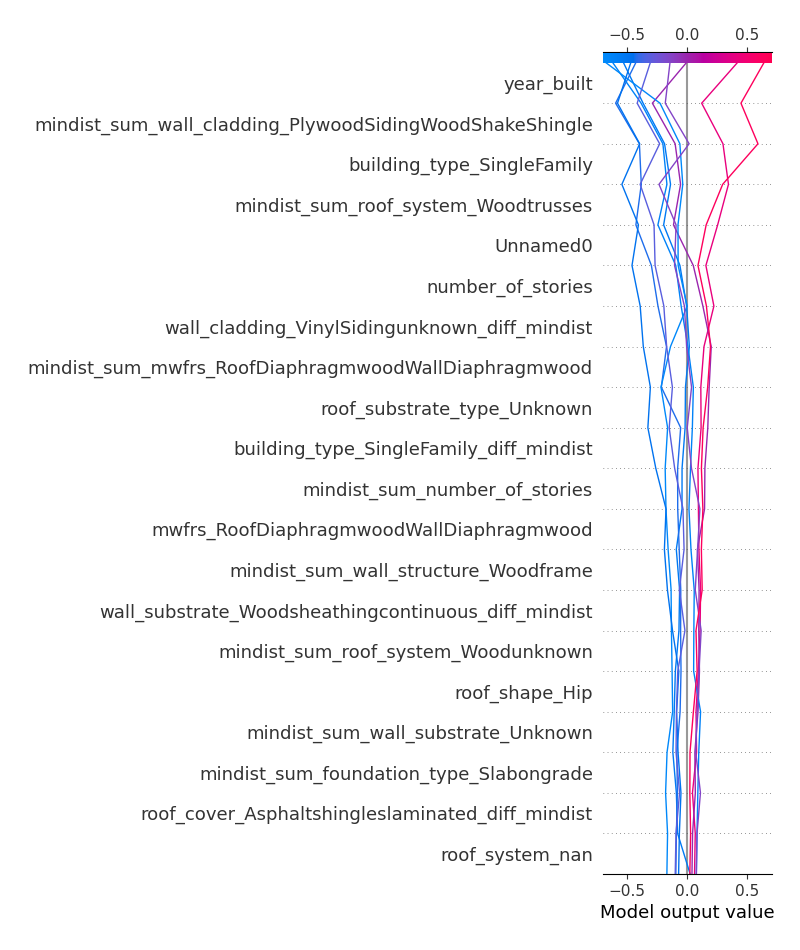 −0.5 0.0 0.5
year_built
mindist_sum_wall_cladding_PlywoodSidingWoodShakeShingle
building_type_SingleFamily
mindist_sum_roof_system_Woodtrusses
Unnamed0
number_of_stories
wall_cladding_VinylSidingunknown_diff_mindist
mindist_sum_mwfrs_RoofDiaphragmwoodWallDiaphragmwood
roof_substrate_type_Unknown
building_type_SingleFamily_diff_mindist
mindist_sum_number_of_stories
mwfrs_RoofDiaphragmwoodWallDiaphragmwood
mindist_sum_wall_structure_Woodframe
wall_substrate_Woodsheathingcontinuous_diff_mindist
mindist_sum_roof_system_Woodunknown
roof_shape_Hip
mindist_sum_wall_substrate_Unknown
mindist_sum_foundation_type_Slabongrade
roof_cover_Asphaltshingleslaminated_diff_mindist
roof_system_nan
−0.5 0.0 0.5
Model output value